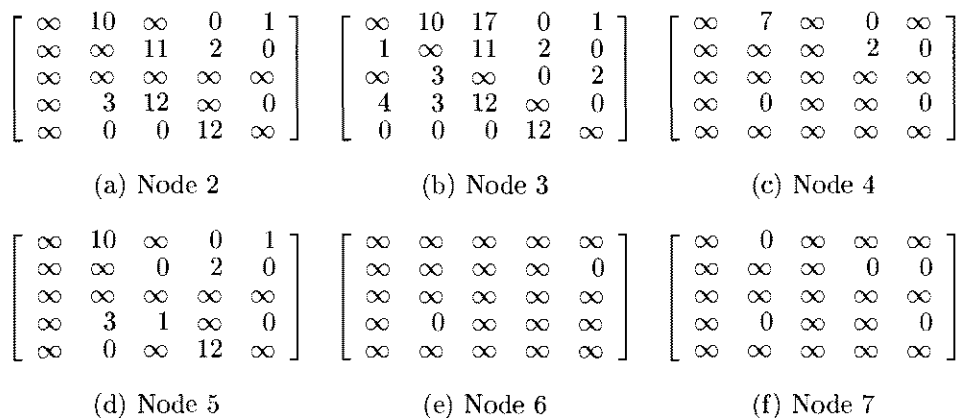 ∞ 10 ∞ 0 1 ∞ 10 17 0 1 ∞ 7 ∞ 0 ∞
∞ ∞ 11 2 0 1 ∞ 11 2 0 ∞ ∞ ∞ 2 0
∞ ∞ ∞ ∞ ∞ ∞ 3 ∞ 0 2 ∞ ∞ ∞ ∞ ∞
∞ 3 12 ∞ 0 4 3 12 ∞ 0 ∞ 0 ∞ ∞ 0
∞ 0 0 12 ∞ 0 0 0 12 ∞ ∞ ∞ ∞ ∞ ∞
(a) Node 2 (b) Node 3 (c) Node 4
∞ 10 ∞ 0 1 ∞ ∞ ∞ ∞ ∞ ∞ 0 ∞ ∞ ∞
∞ ∞ 0 2 0 ∞ ∞ ∞ ∞ 0 ∞ ∞ ∞ 0 0
∞ ∞ ∞ ∞ ∞ ∞ ∞ ∞ ∞ ∞ ∞ ∞ ∞ ∞ ∞
∞ 3 1 ∞ 0 ∞ 0 ∞ ∞ ∞ ∞ 0 ∞ ∞ 0
∞ 0 ∞ 12 ∞ ∞ ∞ ∞ ∞ ∞ ∞ ∞ ∞ ∞ ∞
(d) Node 5 (e) Node 6 (f) Node 7